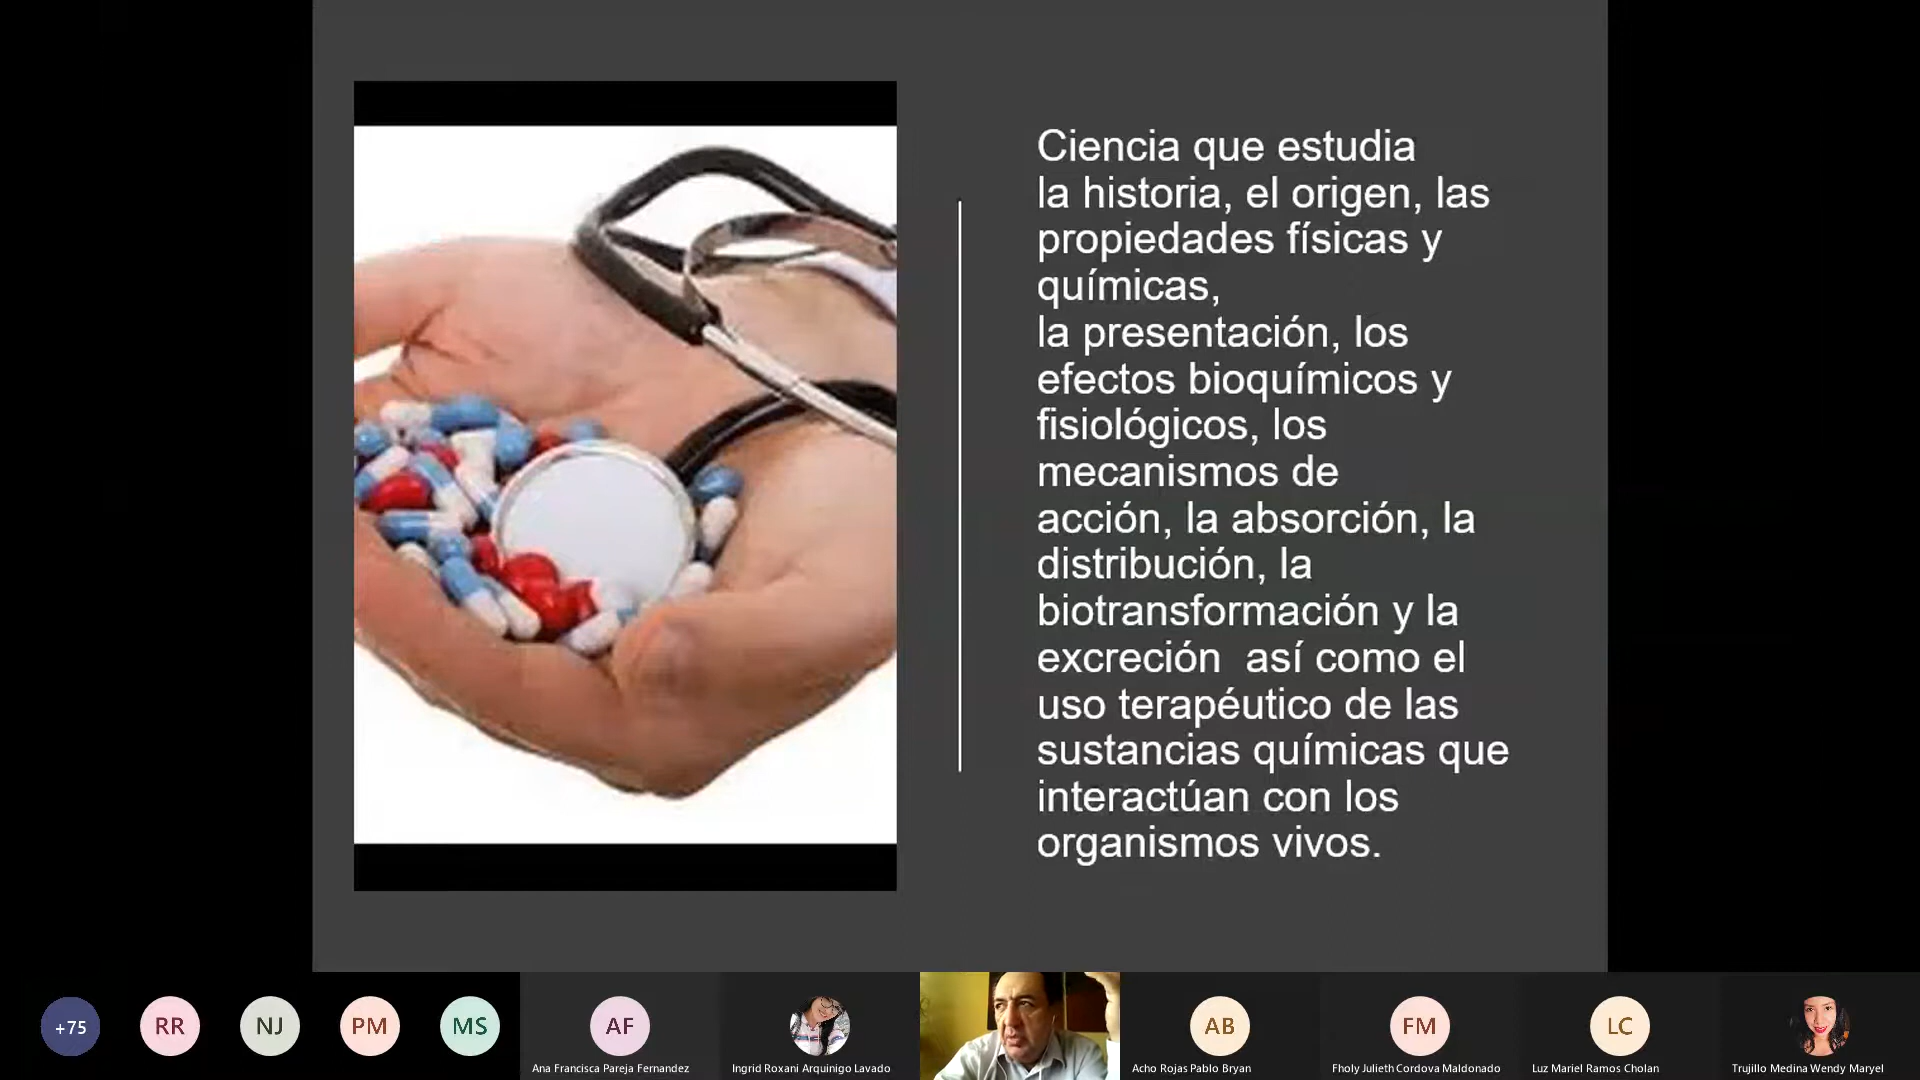 Ciencia que estudia
la historia, el origen, las
propiedades físicas y
químicas,
la presentación, los
efectos bioquímicos y
fisiológicos, los
mecanismos de
acción, la absorción, la
distribución, la
biotransformación y la
excreción  así como el
uso terapéutico de las
sustancias químicas que
interactúan con los
organismos vivos.
+75
RR
NJ
PM
MS
AF
Ana Francisca Pareja Fernandez
Ingrid Roxani Arquinigo Lavado
AB
Acho Rojas Pablo Bryan
FM
Fholy Julieth Cordova Maldonado
LC
Luz Mariel Ramos Cholan
Trujillo Medina Wendy Maryel